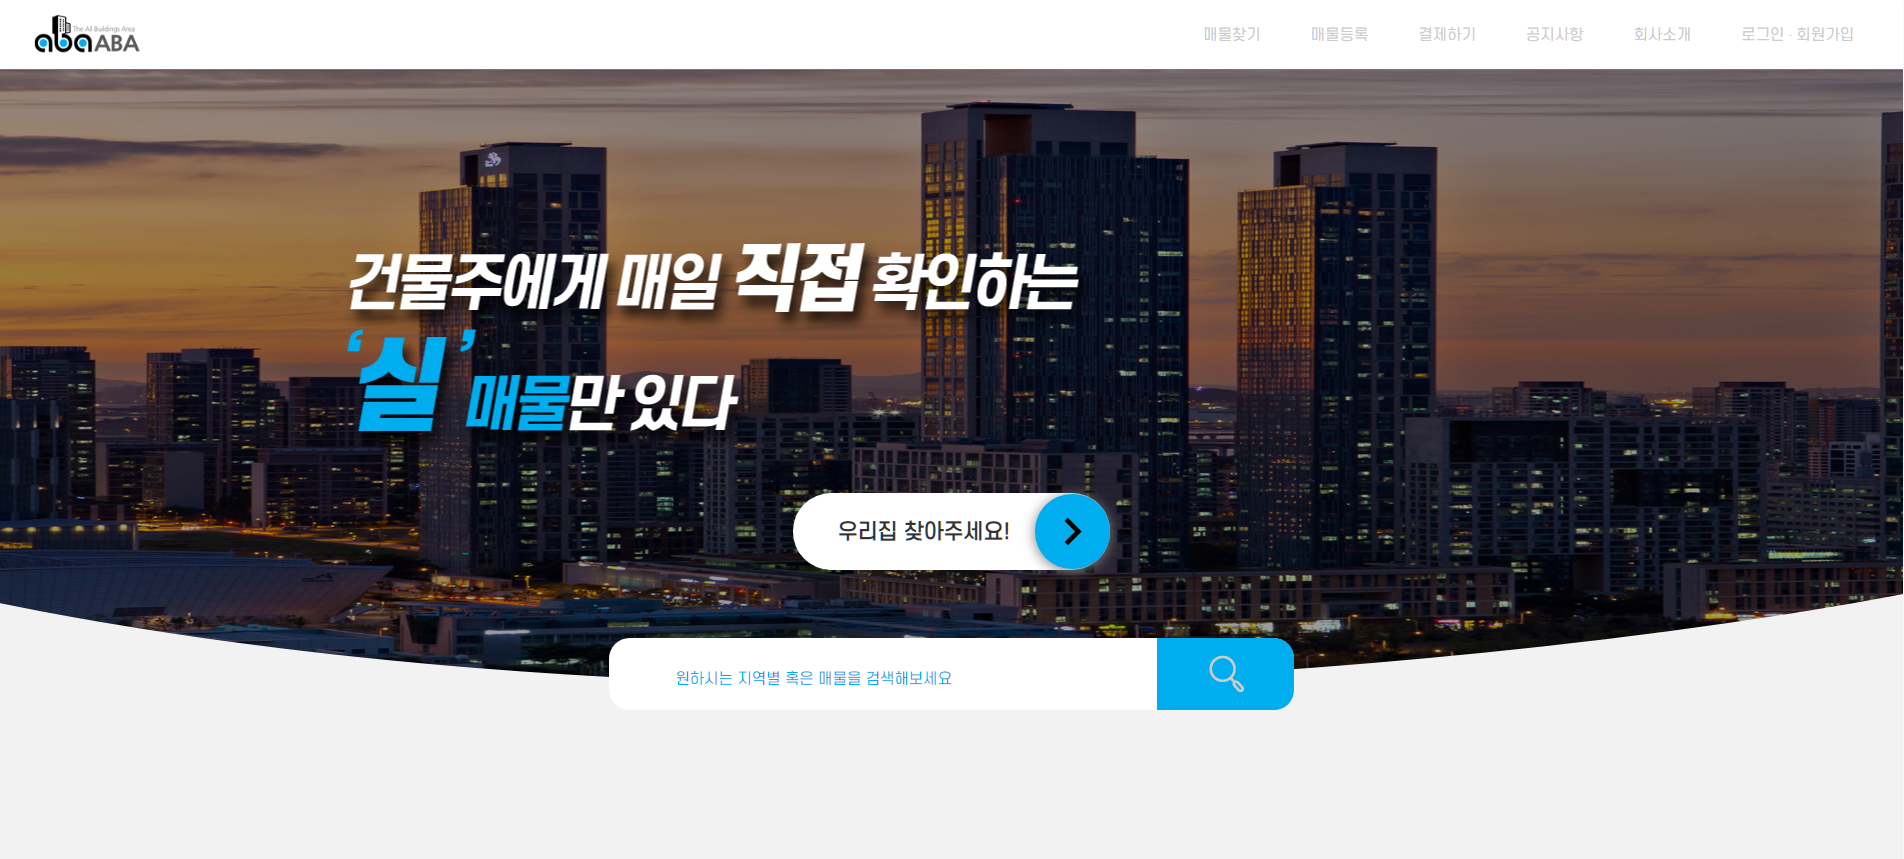 The All Buildings Area
aba ABA
매물찾기 매물등록 결제하기 공지사항 회사소개 로그인 · 회원가입
건물주에게 매일 직접 확인하는
‘실’ 매물만 있다
우리집 찾아주세요!
원하시는 지역별 혹은 매물을 검색해보세요